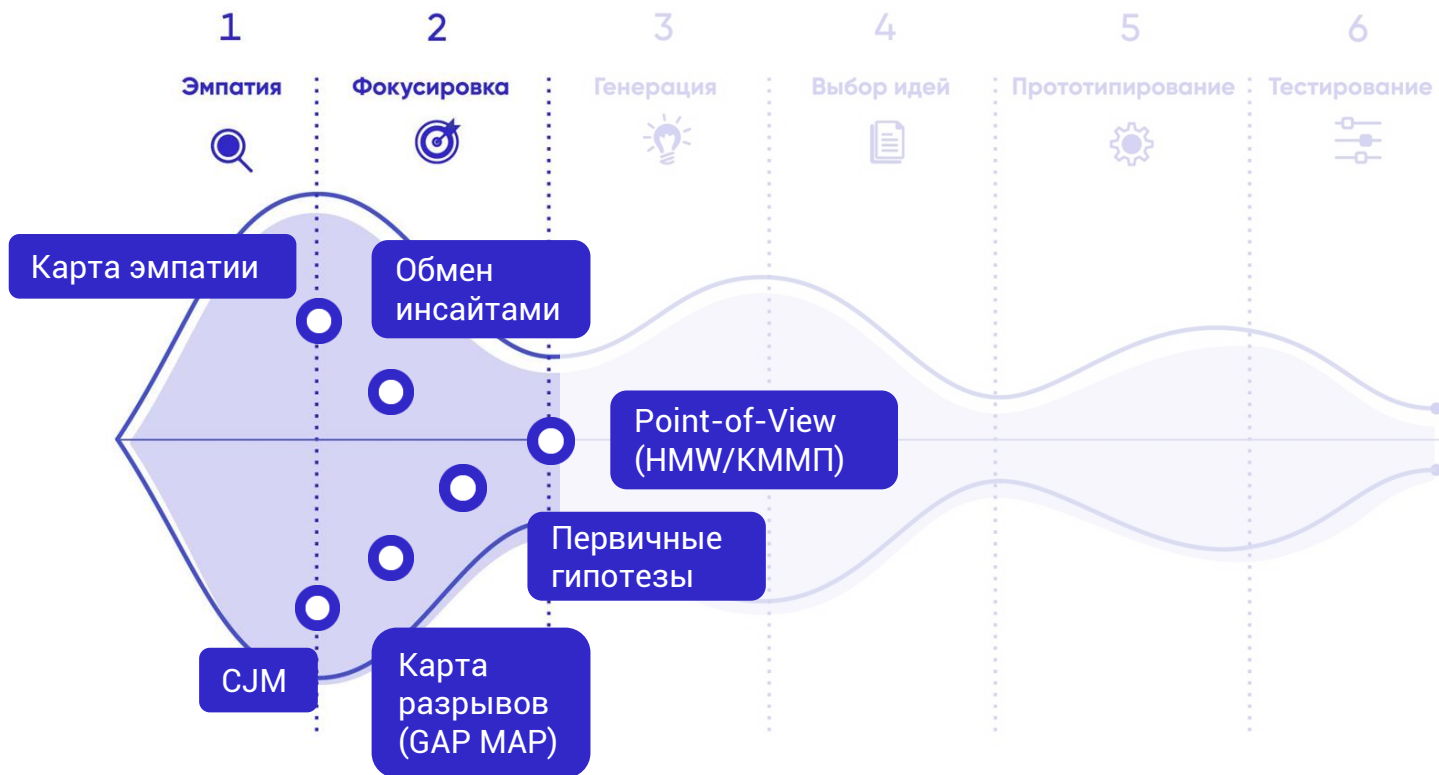 1
2
3
4
5
6
Эмпатия
Фокусировка
Генерация
Выбор идей
Прототипирование
Тестирование
Карта эмпатии
Обмен
инсайтами
Point-of-View
(HMW/КММП)
Первичные
гипотезы
CJM
Карта
разрывов
(GAP MAP)